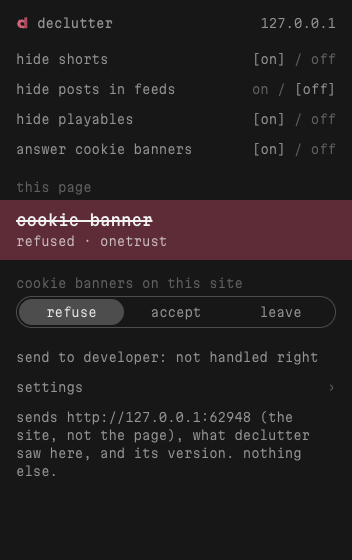 d declutter 127.0.0.1
hide shorts [on] / off
hide posts in feeds on / [off]
hide playables [on] / off
answer cookie banners [on] / off
this page
cookie banner
refused · onetrust
cookie banners on this site
refuse accept leave
send to developer: not handled right
settings ›
sends http://127.0.0.1:62948 (the
site, not the page), what declutter
saw here, and its version. nothing
else.